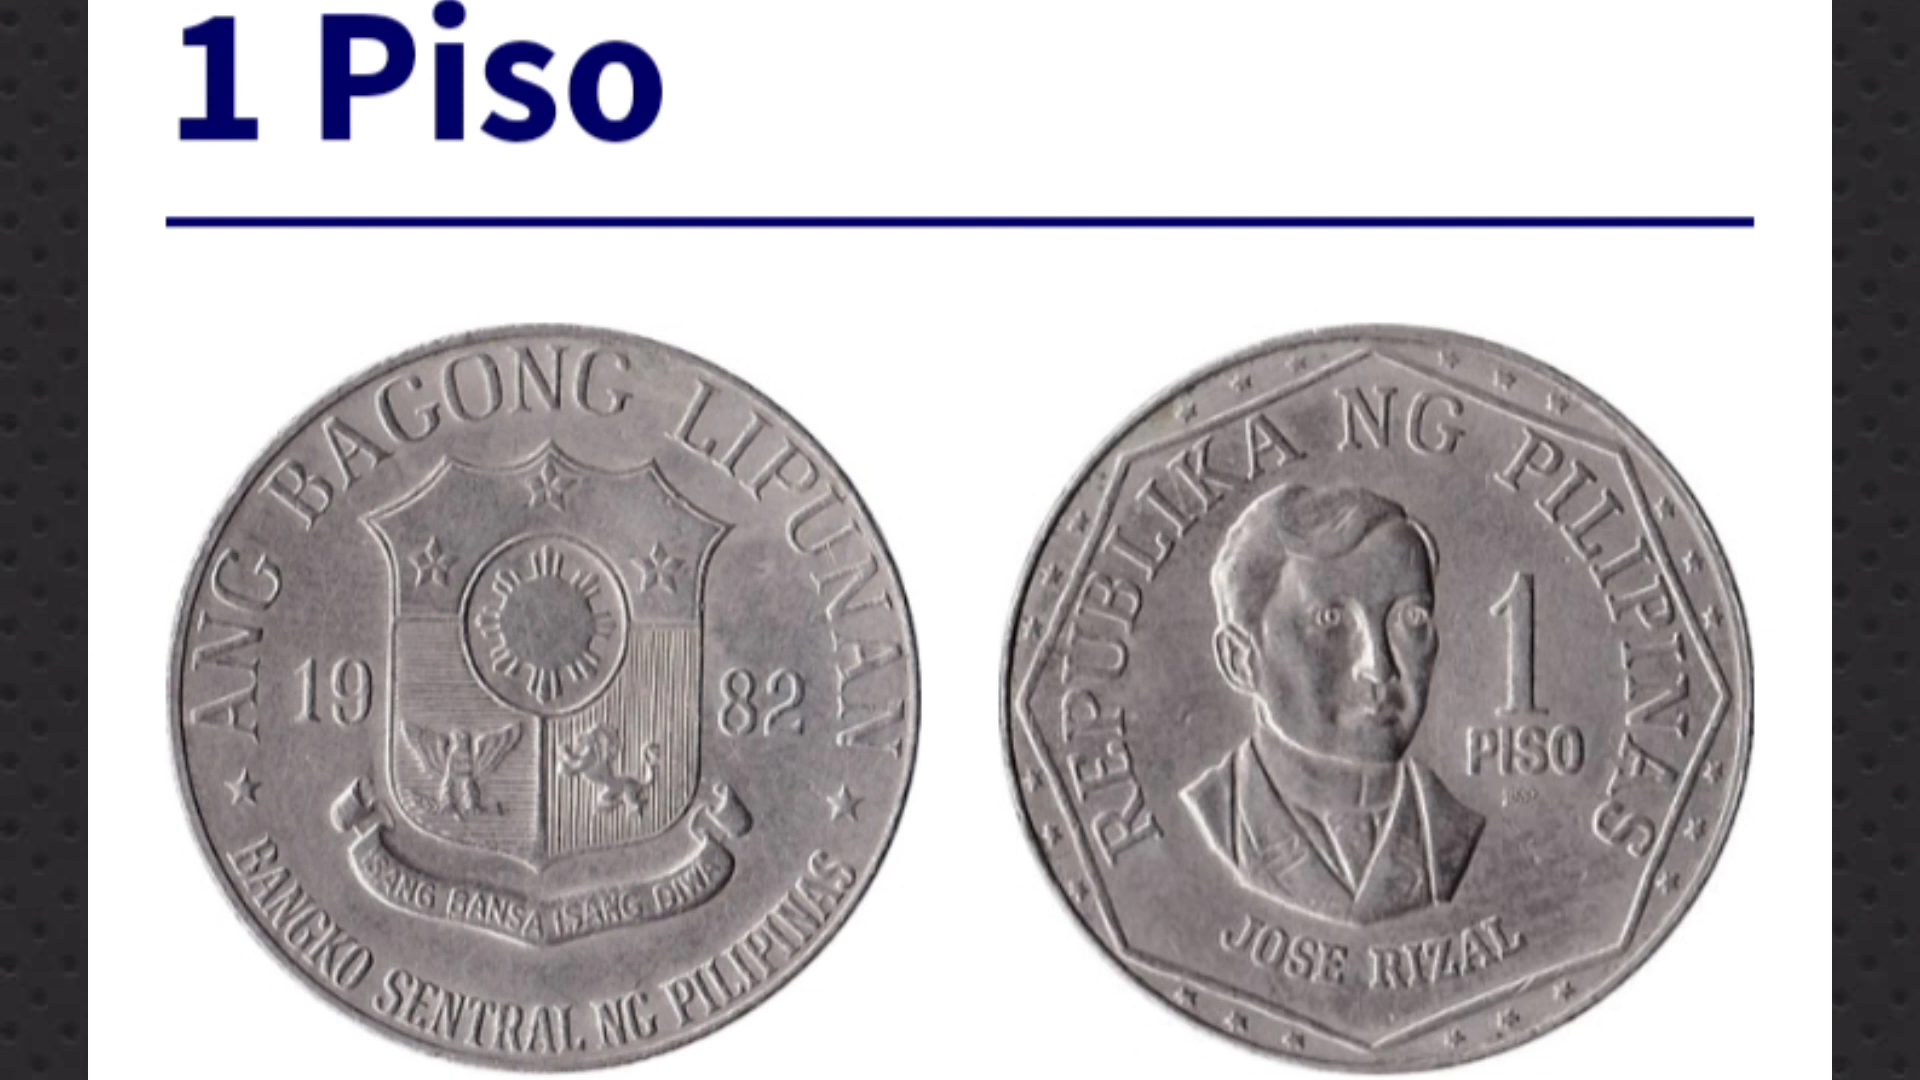 1 Piso
ANG BAGONG LIPUNAN
19 82
ISANG BANSA ISANG DIWA
BANGKO SENTRAL NG PILIPINAS
REPUBLIKA NG PILIPINAS
1
PISO
JOSE RIZAL